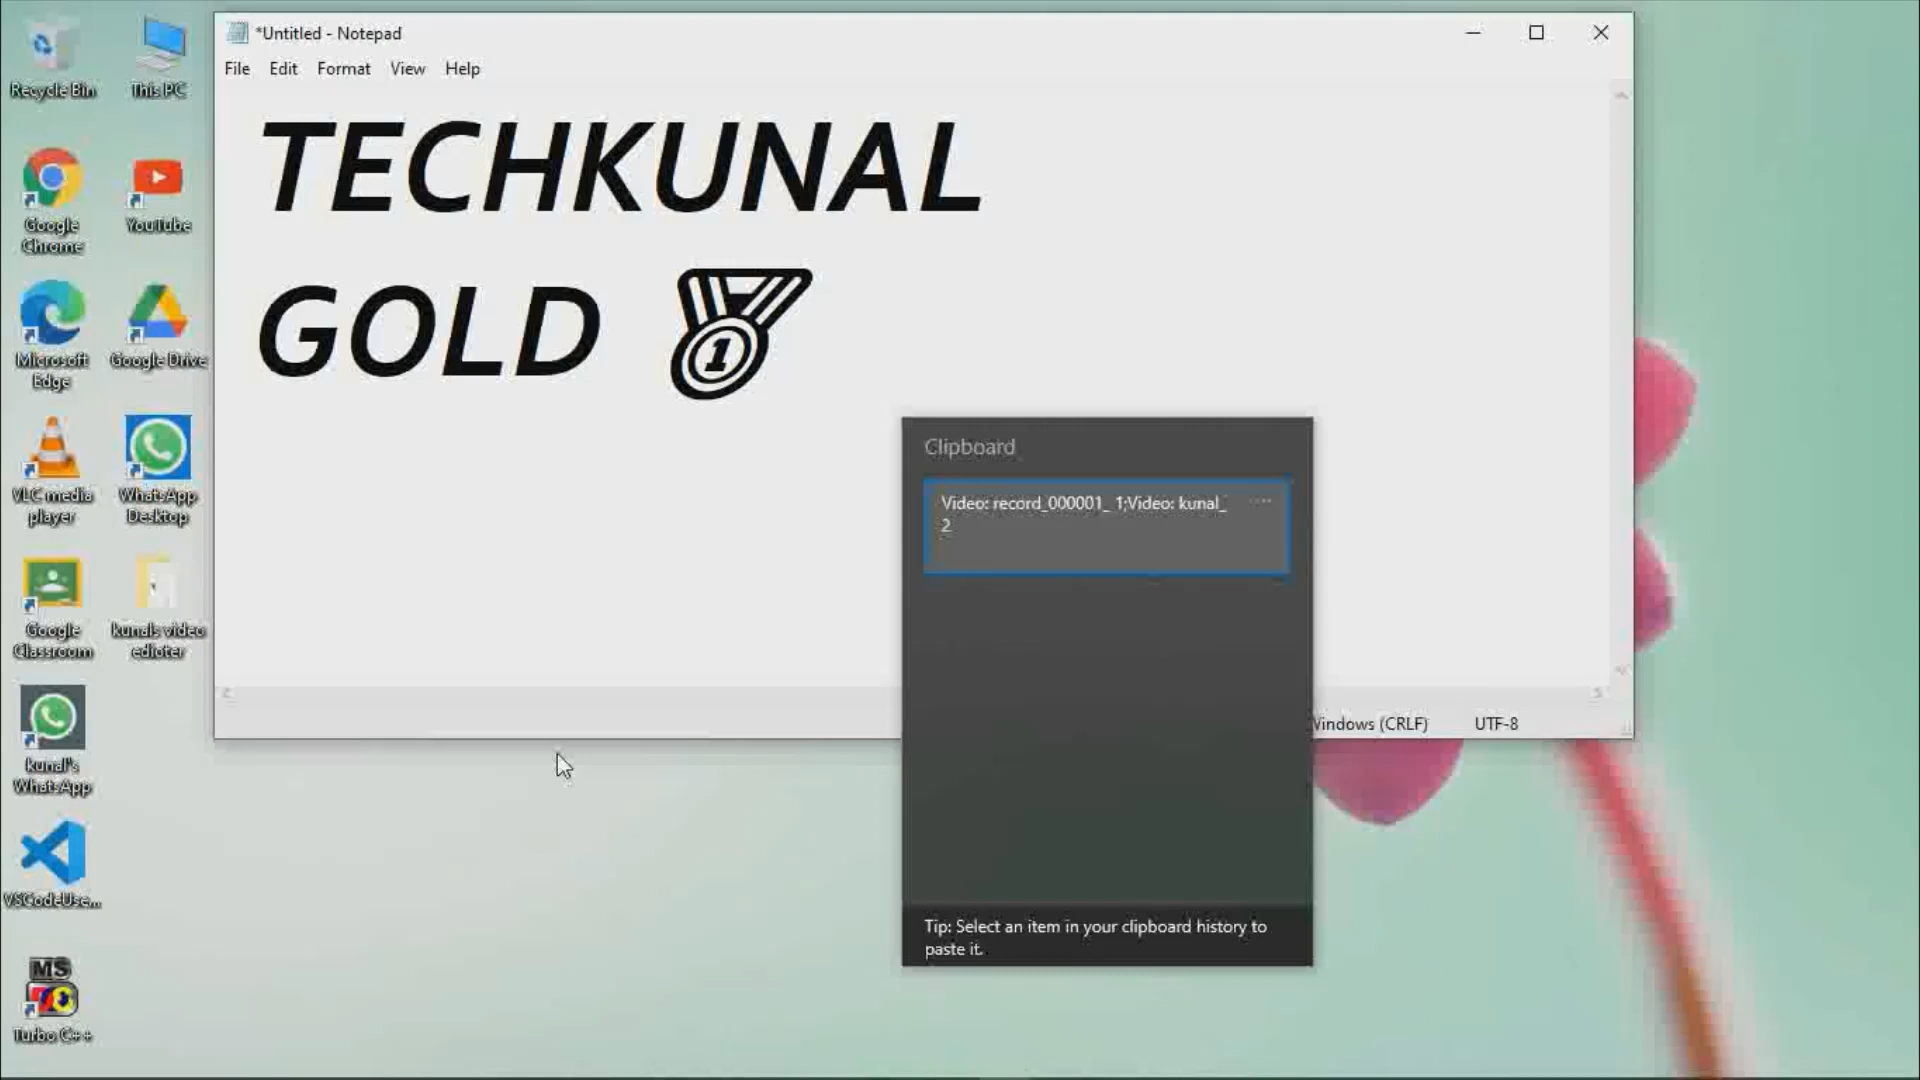 *Untitled - Notepad
File Edit Format View Help
TECHKUNAL
GOLD 🥇
Clipboard
Video: record_000001_ 1;Video: kunal_
2
Tip: Select an item in your clipboard history to
paste it.
Windows (CRLF) UTF-8
Recycle Bin
This PC
Google
Chrome
YouTube
Microsoft
Edge
Google Drive
VLC media
player
WhatsApp
Desktop
Google
Classroom
kunals video
edioter
kunal's
WhatsApp
VSCodeUse...
MS
Turbo C++